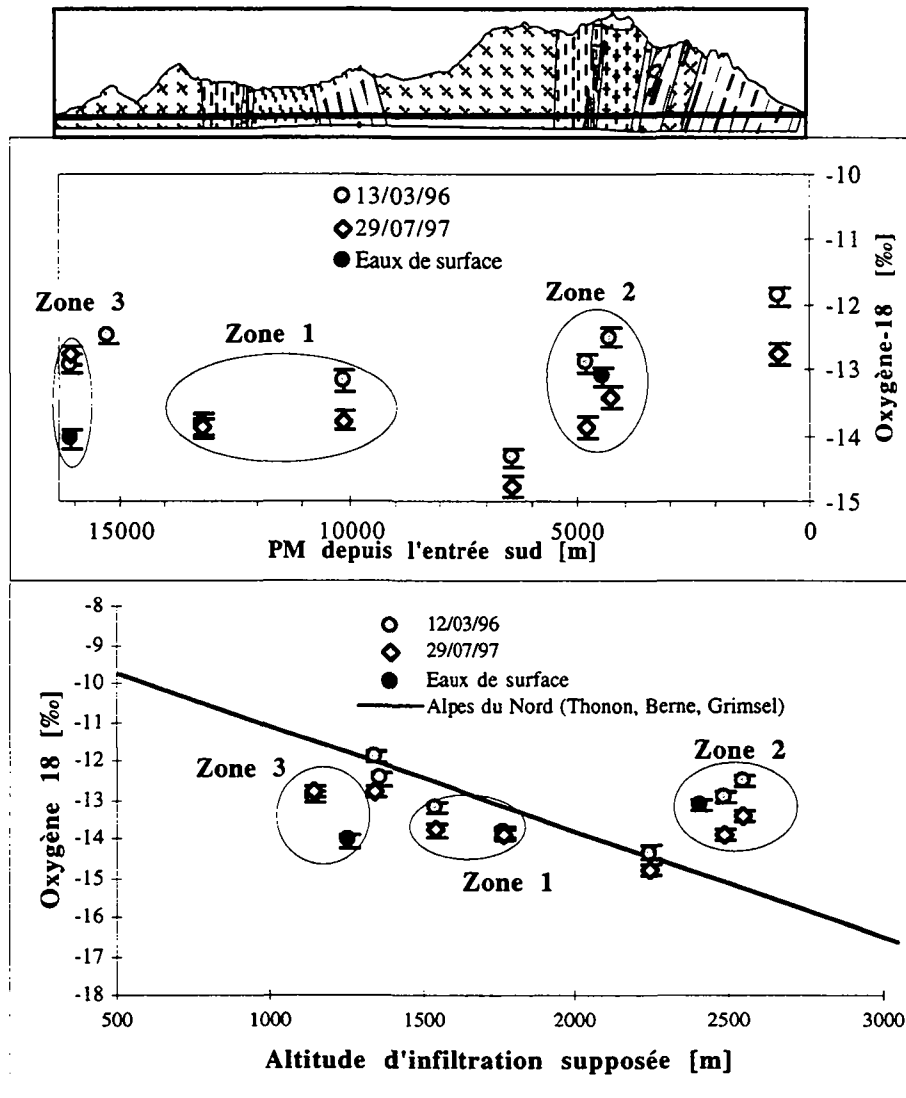 -10
13/03/96
29/07/97
-11
Eaux de surface
Zone 3
Zone 2
-12
Zone 1
-13
-14
-15
Oxygène-18 [‰]
15000 10000 5000 0
PM depuis l'entrée sud [m]
-8
12/03/96
-9
29/07/97
-10
Eaux de surface
-11
Alpes du Nord (Thonon, Berne, Grimsel)
-12
Zone 3
Zone 2
-13
-14
Zone 1
-15
-16
-17
-18
Oxygène 18 [‰]
500 1000 1500 2000 2500 3000
Altitude d'infiltration supposée [m]